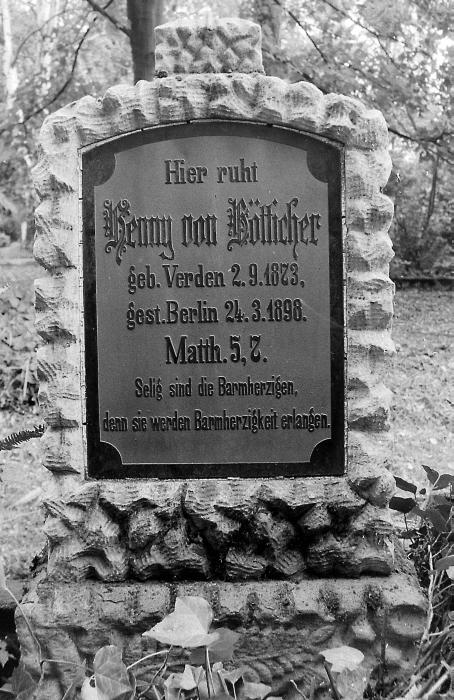 Hier ruht
Henny von Bötticher
geb. Verden 2.9.1873,
gest. Berlin 24.3.1898.
Matth. 5,7.
Selig sind die Barmherzigen,
denn sie werden Barmherzigkeit erlangen.